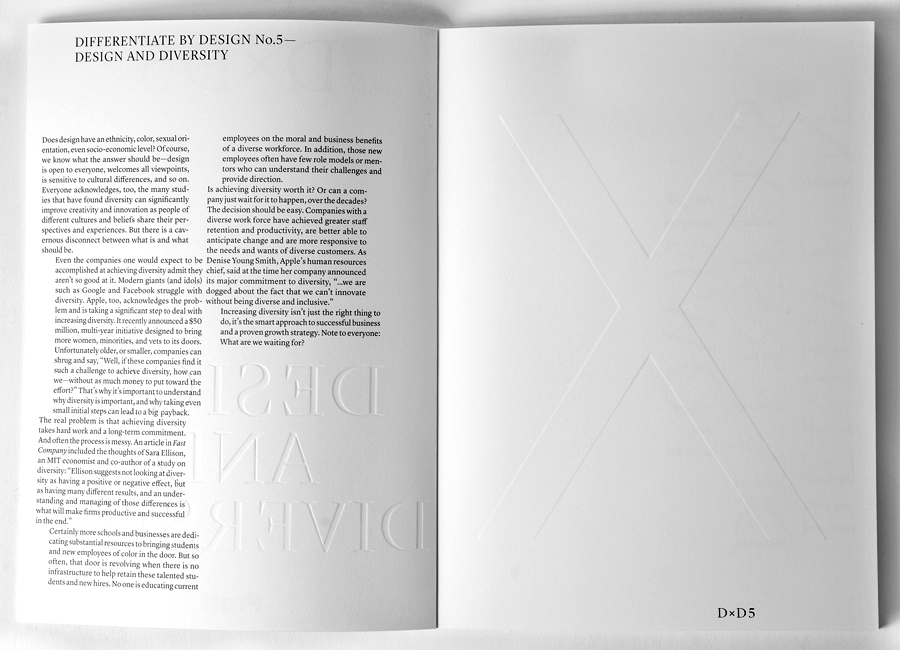 DIFFERENTIATE BY DESIGN No.5—
DESIGN AND DIVERSITY
Does design have an ethnicity, color, sexual ori-
entation, even socio-economic level? Of course,
we know what the answer should be—design
is open to everyone, welcomes all viewpoints,
is sensitive to cultural differences, and so on.
Everyone acknowledges, too, the many stud-
ies that have found diversity can significantly
improve creativity and innovation as people of
different cultures and beliefs share their per-
spectives and experiences. But there is a cav-
ernous disconnect between what is and what
should be.
Even the companies one would expect to be
accomplished at achieving diversity admit they
aren't so good at it. Modern giants (and idols)
such as Google and Facebook struggle with
diversity. Apple, too, acknowledges the prob-
lem and is taking a significant step to deal with
increasing diversity. It recently announced a $50
million, multi-year initiative designed to bring
more women, minorities, and vets to its doors.
Unfortunately older, or smaller, companies can
shrug and say, "Well, if these companies find it
such a challenge to achieve diversity, how can
we—without as much money to put toward the
effort?" That's why it's important to understand
why diversity is important, and why taking even
small initial steps can lead to a big payback.
The real problem is that achieving diversity
takes hard work and a long-term commitment.
And often the process is messy. An article in Fast
Company included the thoughts of Sara Ellison,
an MIT economist and co-author of a study on
diversity: "Ellison suggests not looking at diver-
sity as having a positive or negative effect, but
as having many different results, and an under-
standing and managing of those differences is
what will make firms productive and successful
in the end."
Certainly more schools and businesses are dedi-
cating substantial resources to bringing students
and new employees of color in the door. But so
often, that door is revolving when there is no
infrastructure to help retain these talented stu-
dents and new hires. No one is educating current
employees on the moral and business benefits
of a diverse workforce. In addition, those new
employees often have few role models or men-
tors who can understand their challenges and
provide direction.
Is achieving diversity worth it? Or can a com-
pany just wait for it to happen, over the decades?
The decision should be easy. Companies with a
diverse work force have achieved greater staff
retention and productivity, are better able to
anticipate change and are more responsive to
the needs and wants of diverse customers. As
Denise Young Smith, Apple's human resources
chief, said at the time her company announced
its major commitment to diversity, "...we are
dogged about the fact that we can't innovate
without being diverse and inclusive."
Increasing diversity isn't just the right thing to
do, it's the smart approach to successful business
and a proven growth strategy. Note to everyone:
What are we waiting for?
DESI
AN
DIVER
X
D×D5